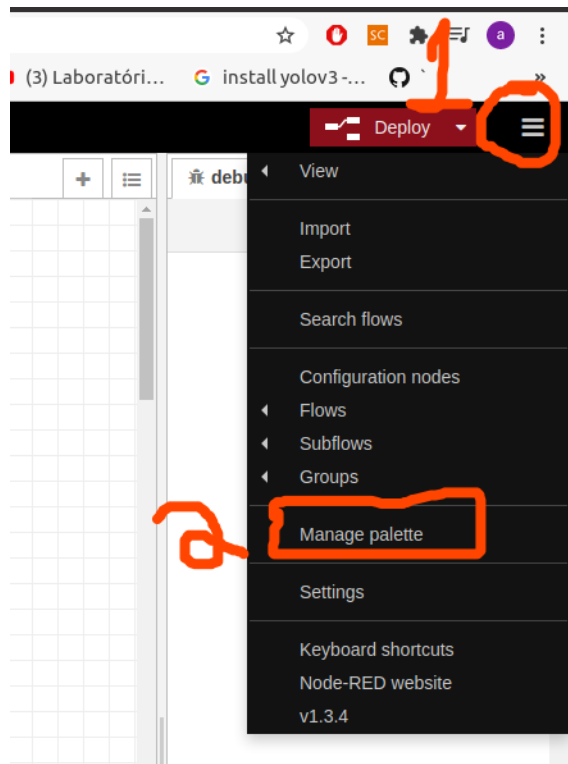 SC
a
(3) Laboratóri...
install yolov3 -...
»
1
Deploy
debu
View
Import
Export
Search flows
Configuration nodes
Flows
Subflows
Groups
2
Manage palette
Settings
Keyboard shortcuts
Node-RED website
v1.3.4